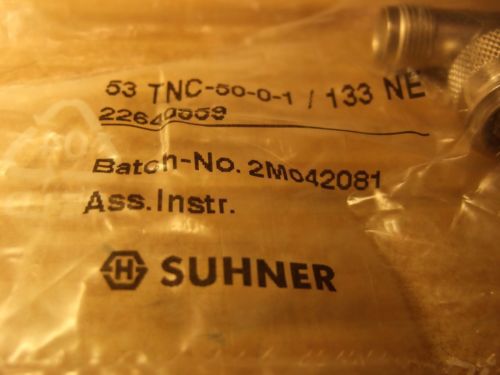 53 TNC-50-0-1 / 133 NE
22640559
Batch-No. 2M042081
Ass.Instr.
H SUHNER